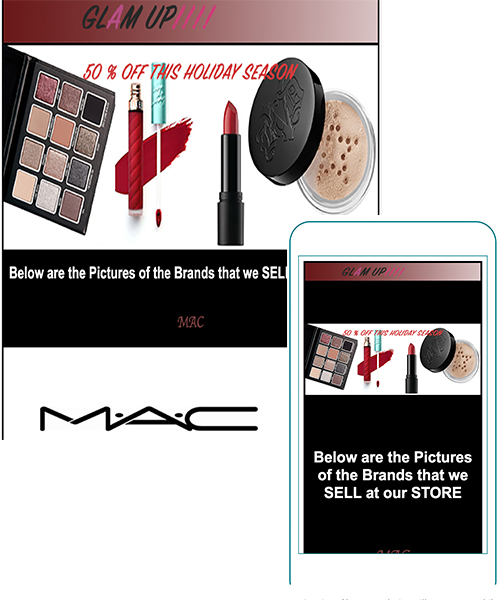 GLAM UP!!!!
50 % OFF THIS HOLIDAY SEASON
Below are the Pictures of the Brands that we SELL
MAC
M·A·C
GLAM UP!!!!
50 % OFF THIS HOLIDAY SEASON
Below are the Pictures
of the Brands that we
SELL at our STORE
MAC